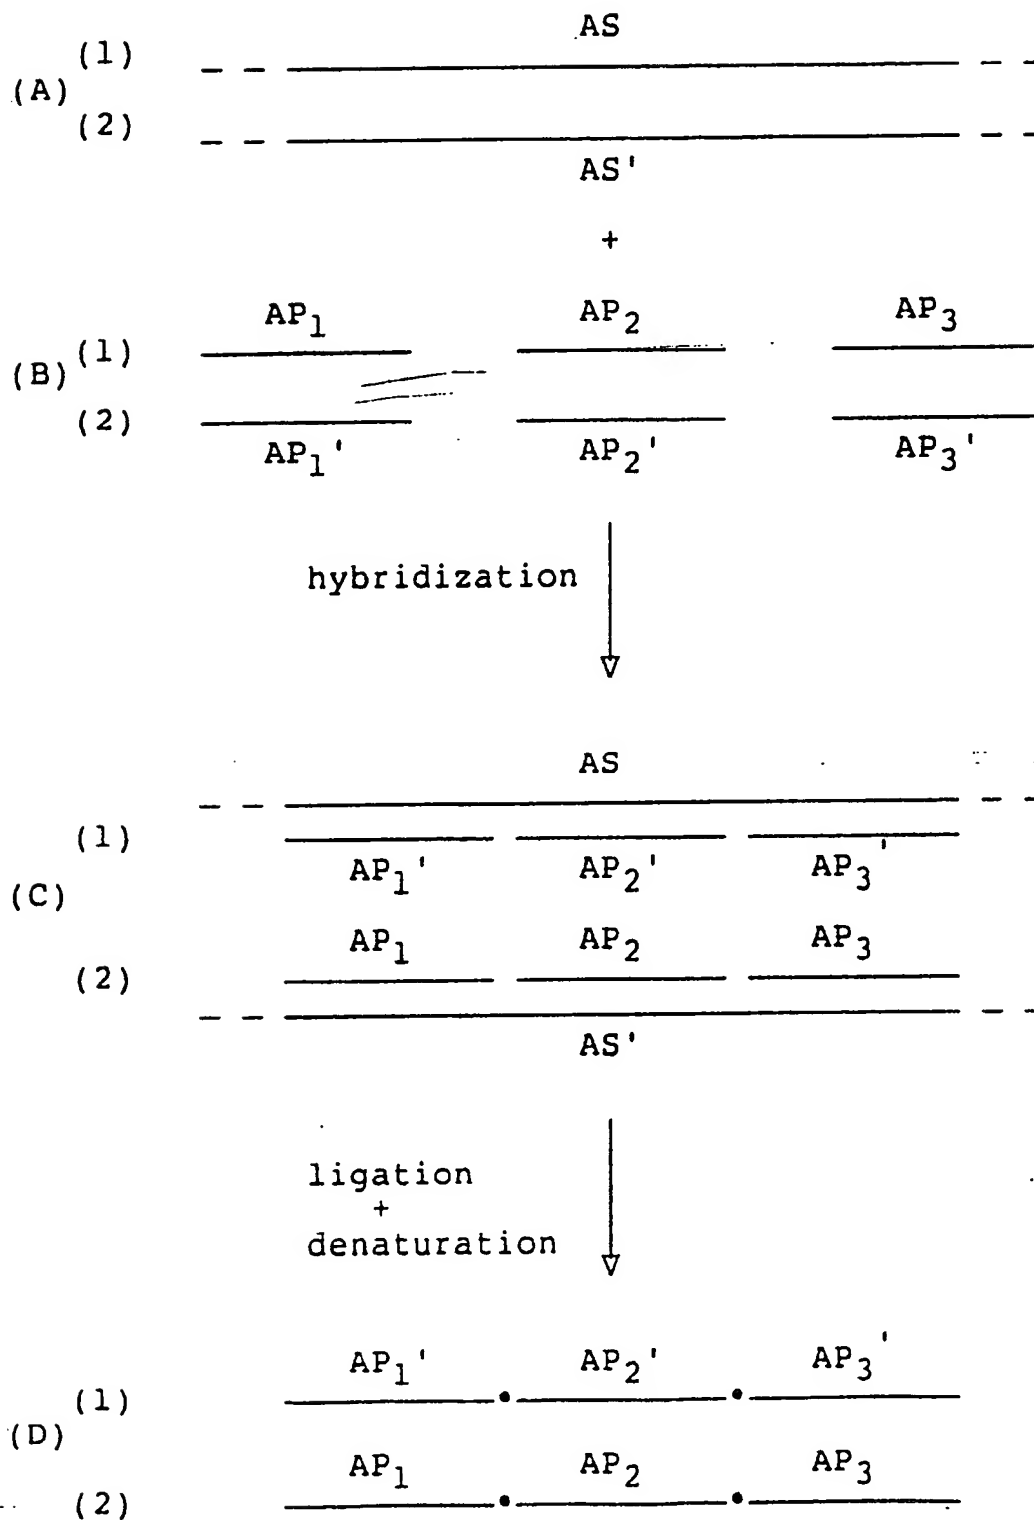 AS
(1)
(A)
(2)
AS'
+
AP1 AP2 AP3
(1)
(B)
(2)
AP1' AP2' AP3'
hybridization
AS
(1)
AP1' AP2' AP3'
(C)
AP1 AP2 AP3
(2)
AS'
ligation
+
denaturation
AP1' AP2' AP3'
(1)
(D)
AP1 AP2 AP3
(2)